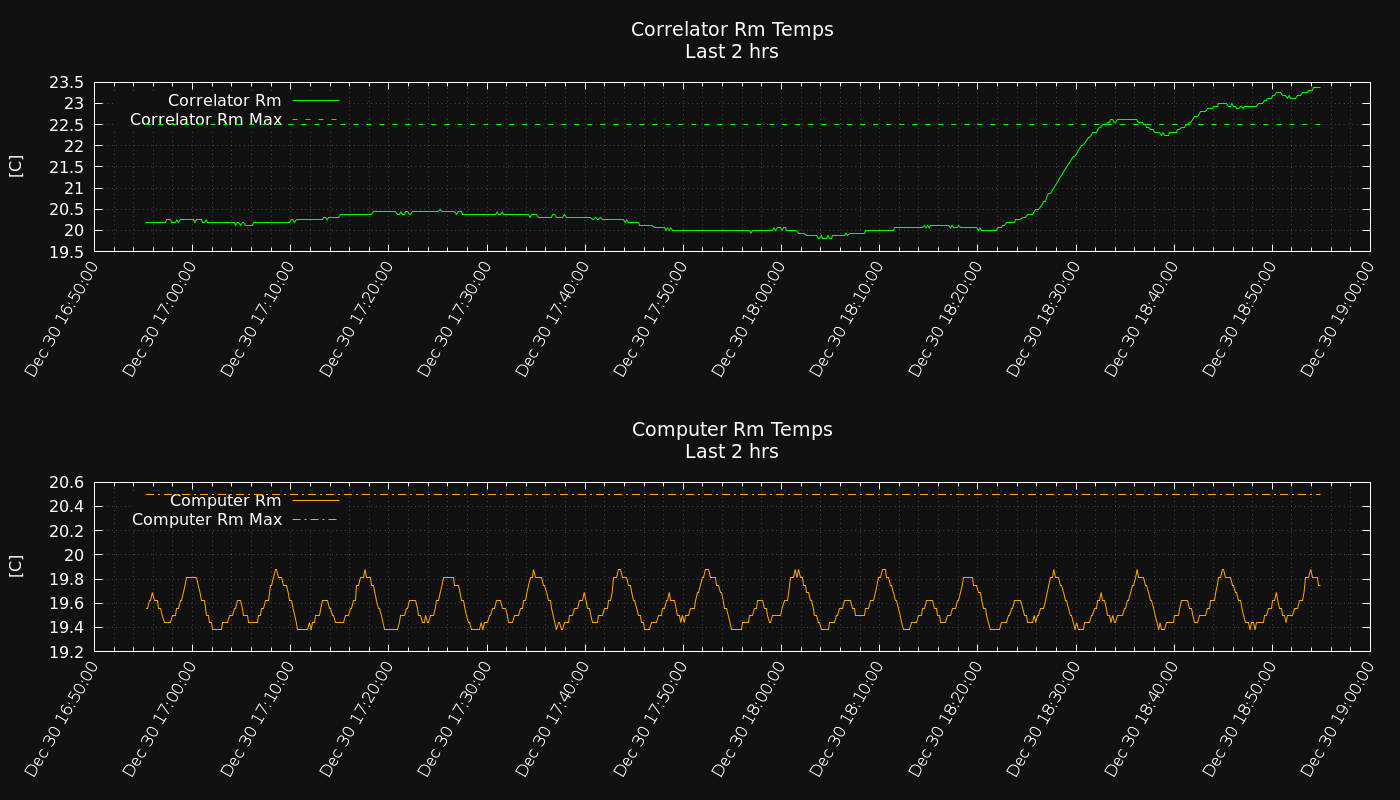 Correlator Rm Temps
Last 2 hrs
23.5
23
22.5
22
21.5
21
20.5
20
19.5
[C]
Correlator Rm
Correlator Rm Max
Dec 30 16:50:00
Dec 30 17:00:00
Dec 30 17:10:00
Dec 30 17:20:00
Dec 30 17:30:00
Dec 30 17:40:00
Dec 30 17:50:00
Dec 30 18:00:00
Dec 30 18:10:00
Dec 30 18:20:00
Dec 30 18:30:00
Dec 30 18:40:00
Dec 30 18:50:00
Dec 30 19:00:00
Computer Rm Temps
Last 2 hrs
20.6
20.4
20.2
20
19.8
19.6
19.4
19.2
[C]
Computer Rm
Computer Rm Max
Dec 30 16:50:00
Dec 30 17:00:00
Dec 30 17:10:00
Dec 30 17:20:00
Dec 30 17:30:00
Dec 30 17:40:00
Dec 30 17:50:00
Dec 30 18:00:00
Dec 30 18:10:00
Dec 30 18:20:00
Dec 30 18:30:00
Dec 30 18:40:00
Dec 30 18:50:00
Dec 30 19:00:00